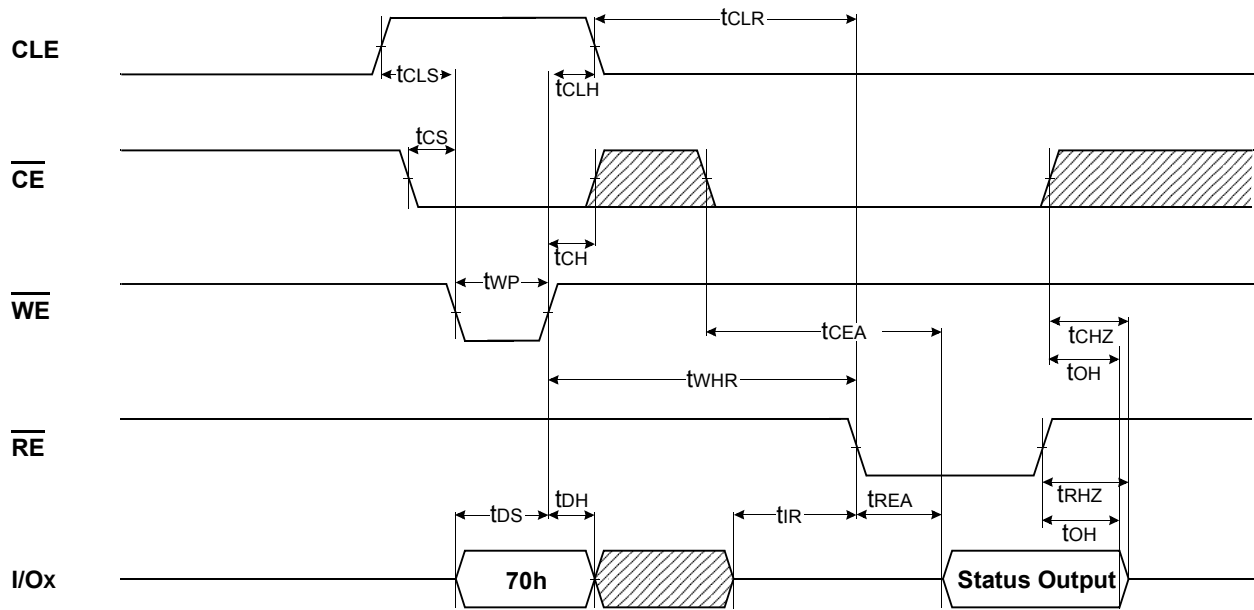 CLE
tCLR
tCLS
tCLH
tCS
CE
tCH
tWP
WE
tCEA
tCHZ
tOH
tWHR
RE
tRHZ
tDH
tREA
tDS
tIR
tOH
I/Ox
70h
Status Output